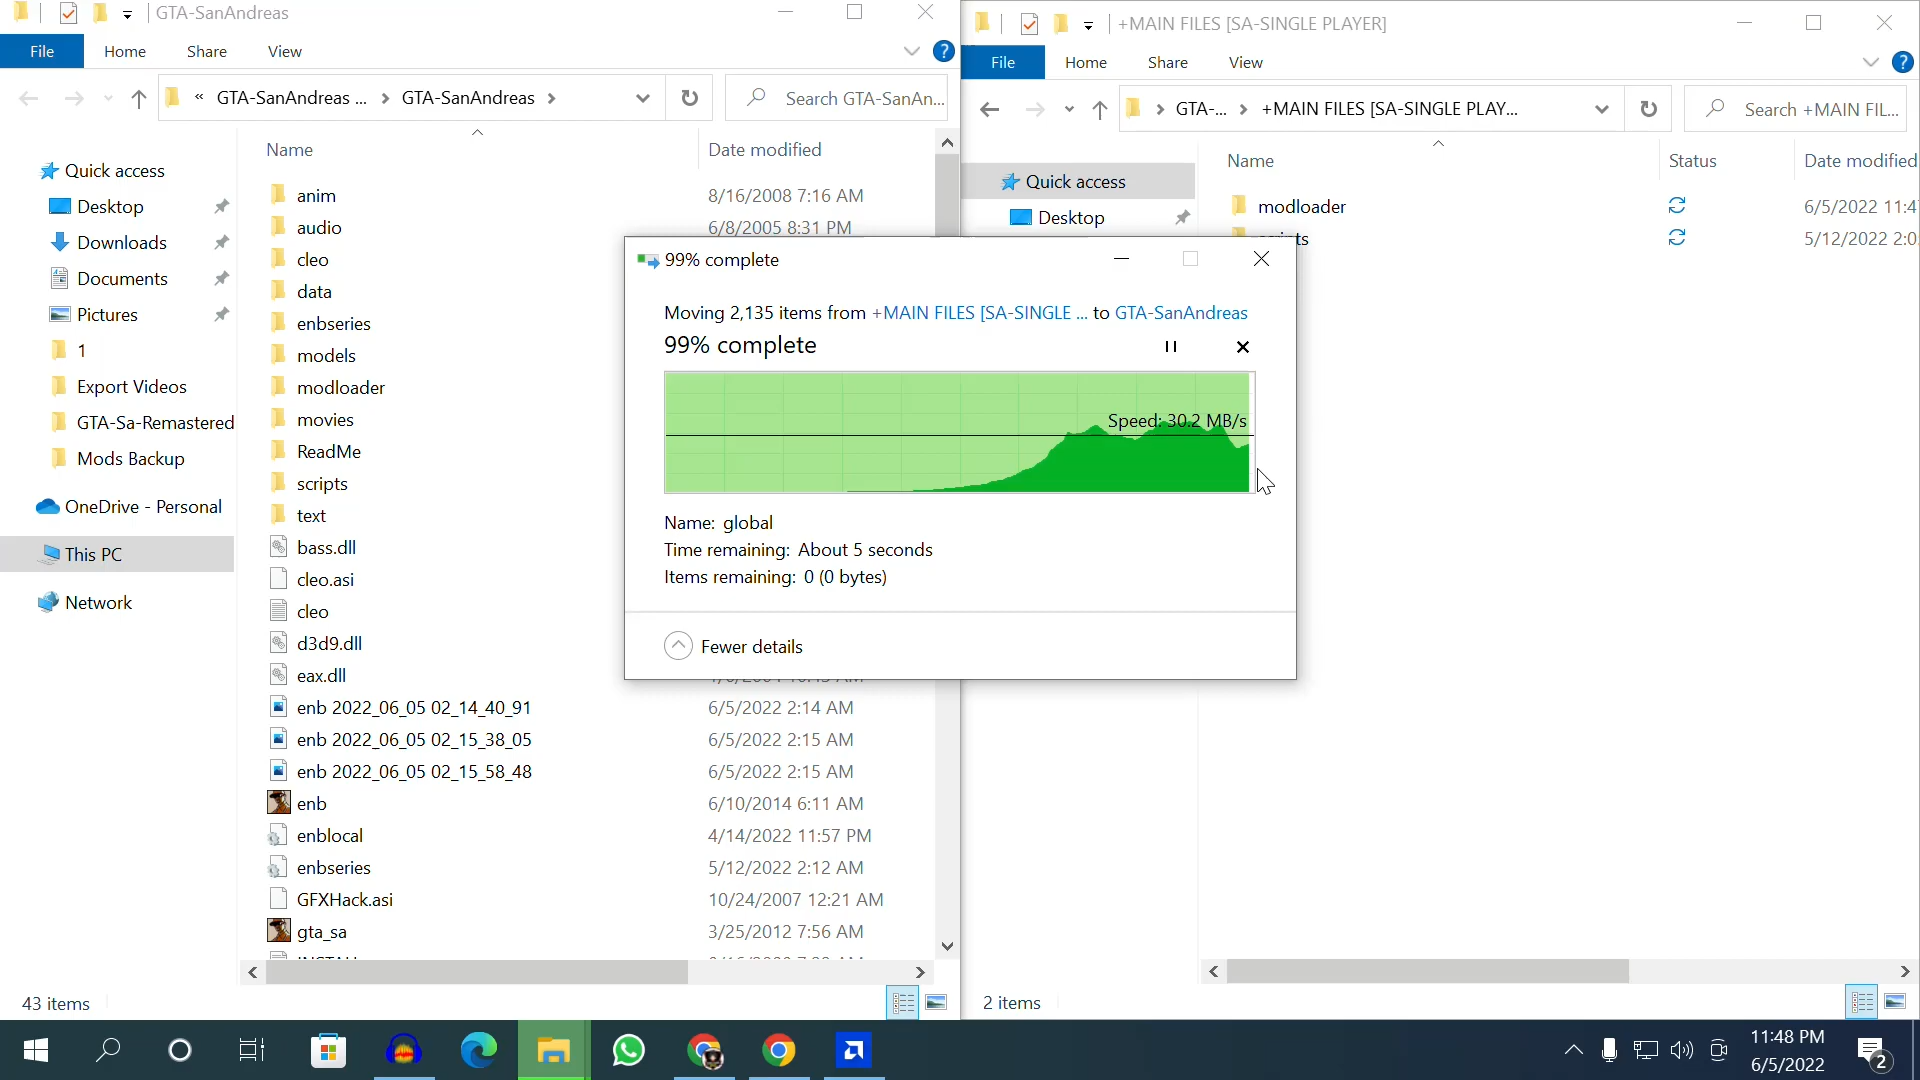 GTA-SanAndreas
File
Home
Share
View
« GTA-SanAndreas ... > GTA-SanAndreas >
Search GTA-SanAn...
Name
Date modified
Quick access
Desktop
Downloads
Documents
Pictures
1
Export Videos
GTA-Sa-Remastered
Mods Backup
OneDrive - Personal
This PC
Network
anim
8/16/2008 7:16 AM
audio
6/8/2005 8:31 PM
cleo
data
enbseries
models
modloader
movies
ReadMe
scripts
text
bass.dll
cleo.asi
cleo
d3d9.dll
eax.dll
enb 2022_06_05 02_14_40_91
6/5/2022 2:14 AM
enb 2022_06_05 02_15_38_05
6/5/2022 2:15 AM
enb 2022_06_05 02_15_58_48
6/5/2022 2:15 AM
enb
6/10/2014 6:11 AM
enblocal
4/14/2022 11:57 PM
enbseries
5/12/2022 2:12 AM
GFXHack.asi
10/24/2007 12:21 AM
gta_sa
3/25/2012 7:56 AM
43 items
+MAIN FILES [SA-SINGLE PLAYER]
File
Home
Share
View
> GTA-... > +MAIN FILES [SA-SINGLE PLAY...
Search +MAIN FIL...
Name
Status
Date modified
Quick access
Desktop
modloader
6/5/2022 11:4
5/12/2022 2:0
2 items
99% complete
Moving 2,135 items from +MAIN FILES [SA-SINGLE ... to GTA-SanAndreas
99% complete
Speed: 30.2 MB/s
Name: global
Time remaining: About 5 seconds
Items remaining: 0 (0 bytes)
Fewer details
11:48 PM
6/5/2022
2